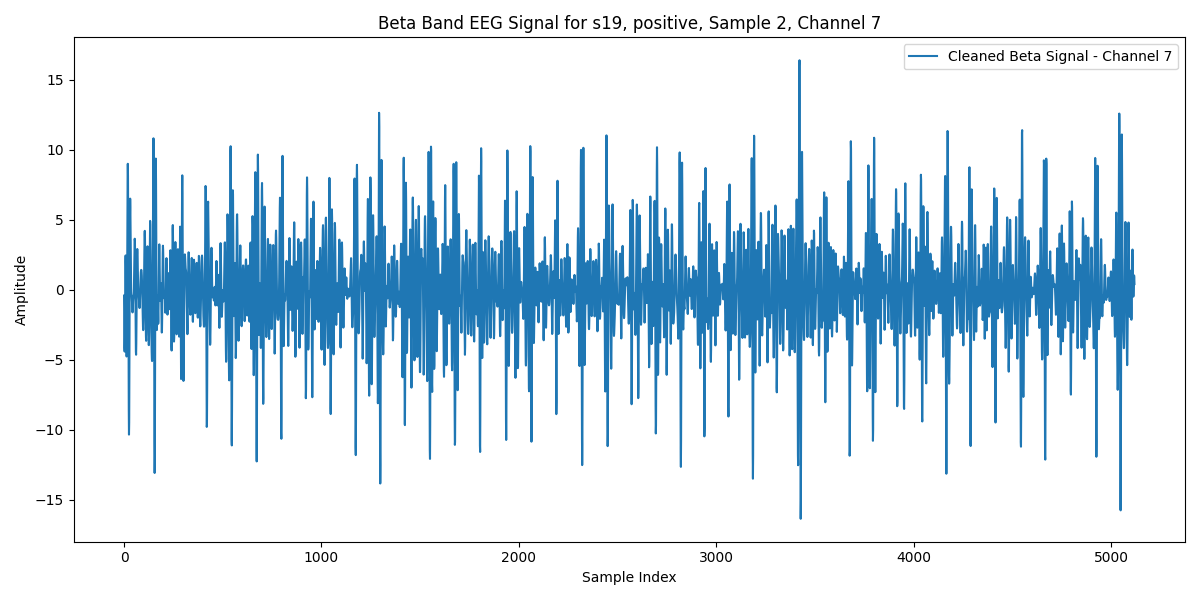 Beta Band EEG Signal for s19, positive, Sample 2, Channel 7
Cleaned Beta Signal - Channel 7
15
10
5
0
−5
−10
−15
Amplitude
0 1000 2000 3000 4000 5000
Sample Index